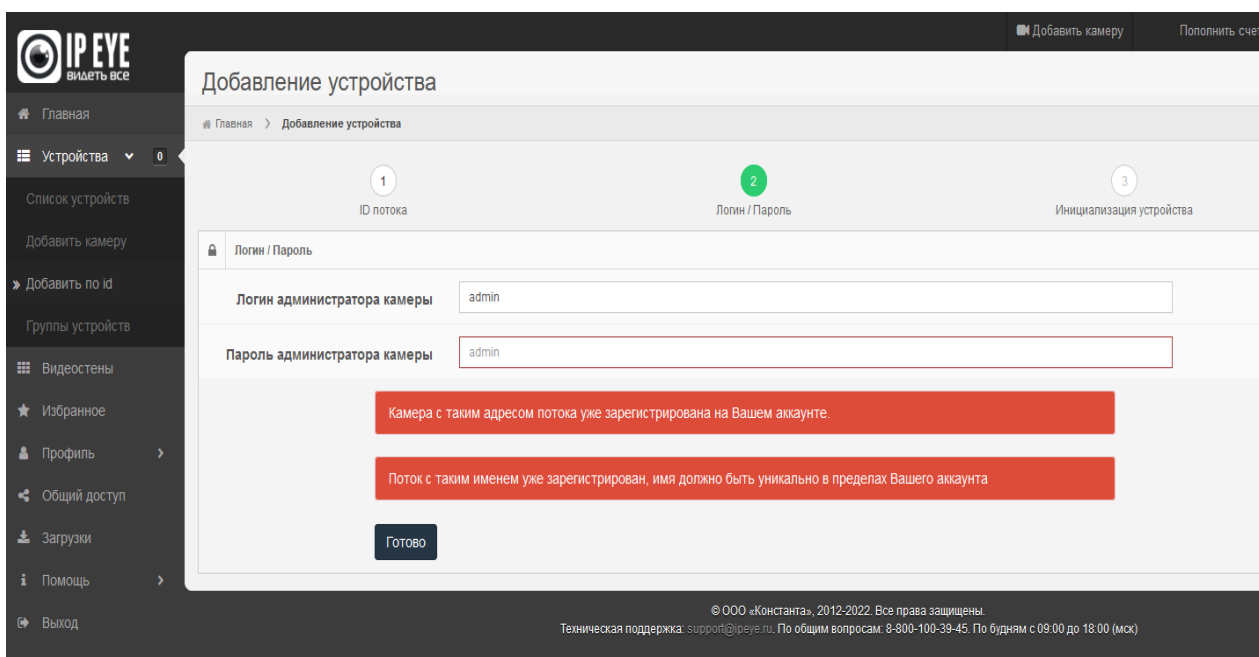 IP EYE
видеть все
Добавить камеру
Пополнить счет
Главная
Устройства 0
Список устройств
Добавить камеру
Добавить по id
Группы устройств
Видеостены
Избранное
Профиль
Общий доступ
Загрузки
Помощь
Выход
Добавление устройства
Главная > Добавление устройства
1
ID потока
2
Логин / Пароль
3
Инициализация устройства
Логин / Пароль
Логин администратора камеры admin
Пароль администратора камеры admin
Камера с таким адресом потока уже зарегистрирована на Вашем аккаунте.
Поток с таким именем уже зарегистрирован, имя должно быть уникально в пределах Вашего аккаунта
Готово
© ООО «Константа», 2012-2022. Все права защищены.
Техническая поддержка: support@ipeye.ru. По общим вопросам: 8-800-100-39-45. По будням с 09:00 до 18:00 (мск)